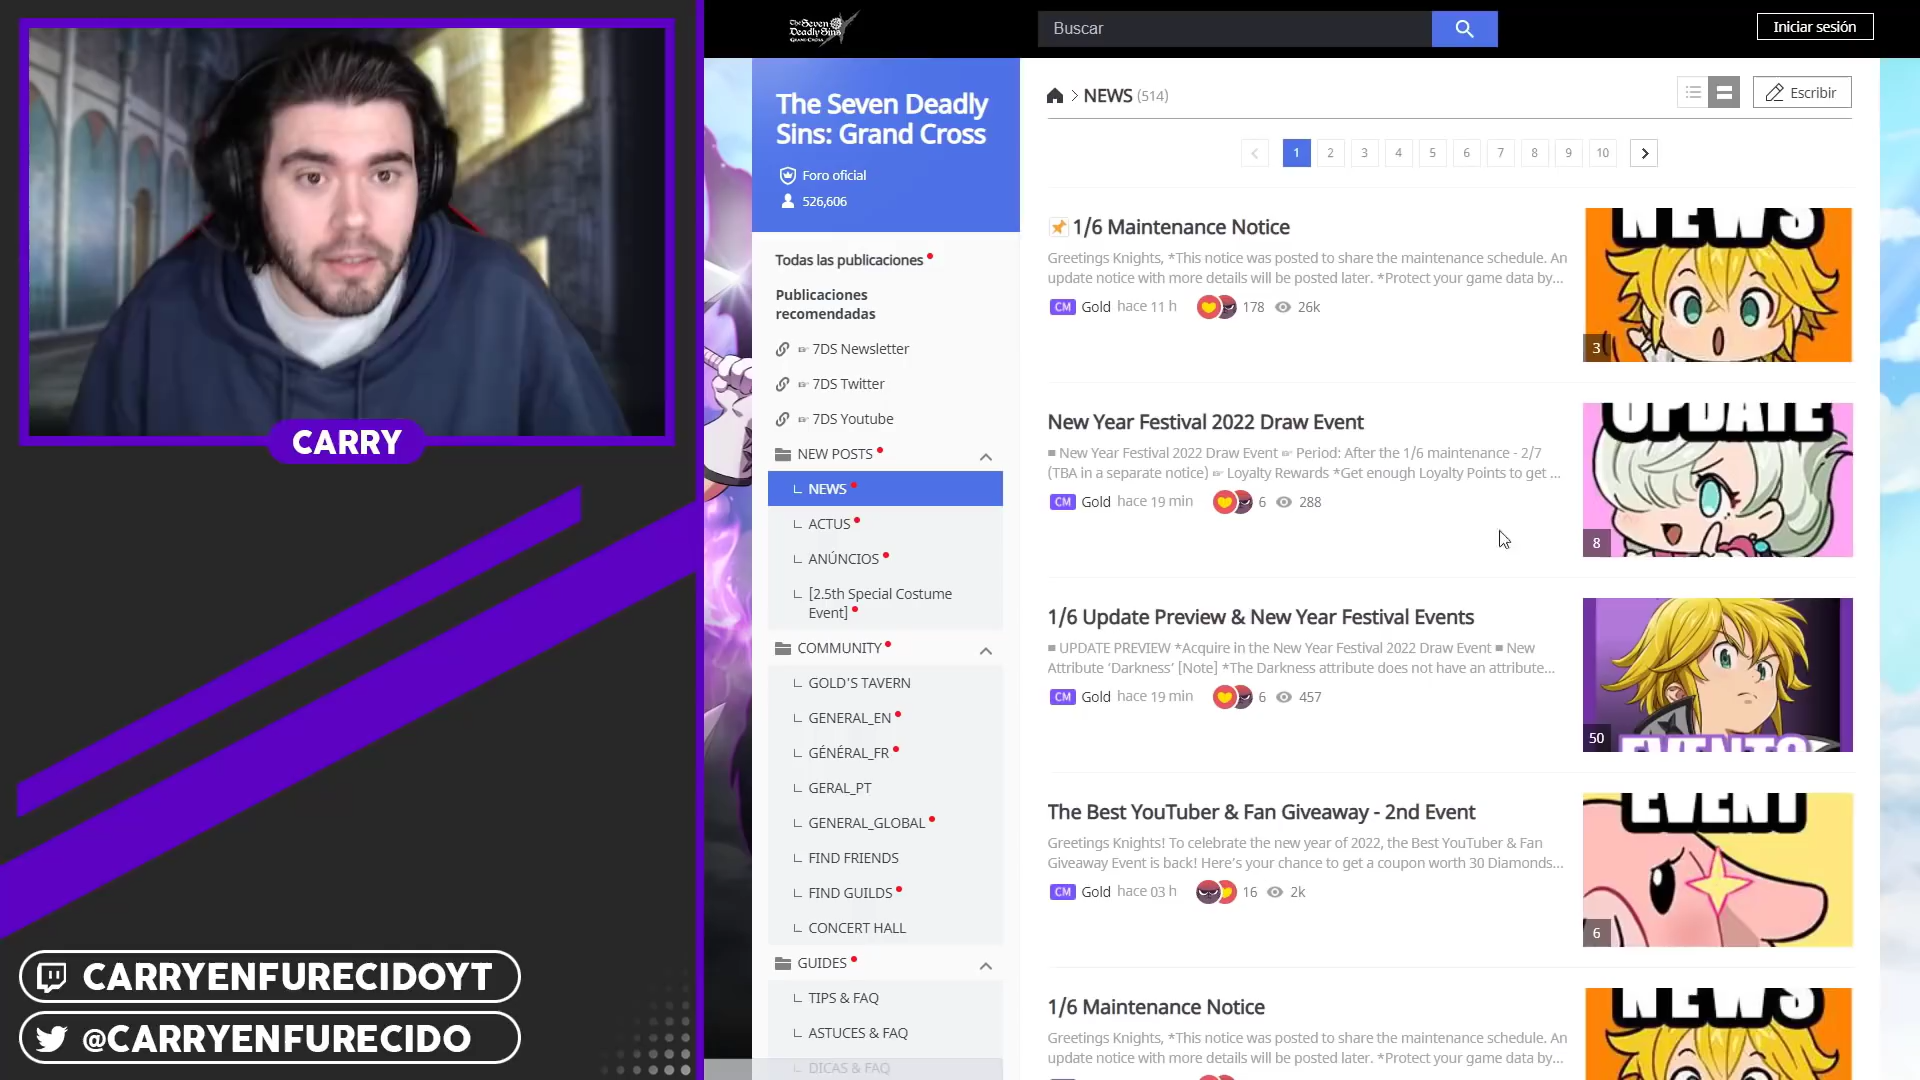 CARRY
CARRYENFURECIDOYT
@CARRYENFURECIDO
The Seven
Deadly Sins
GRAND CROSS
Buscar
Iniciar sesión
The Seven Deadly
Sins: Grand Cross
Foro oficial
526,606
Todas las publicaciones
Publicaciones
recomendadas
☞ 7DS Newsletter
☞ 7DS Twitter
☞ 7DS Youtube
NEW POSTS
NEWS
ACTUS
ANÚNCIOS
[2.5th Special Costume
Event]
COMMUNITY
GOLD'S TAVERN
GENERAL_EN
GÉNÉRAL_FR
GERAL_PT
GENERAL_GLOBAL
FIND FRIENDS
FIND GUILDS
CONCERT HALL
GUIDES
TIPS & FAQ
ASTUCES & FAQ
DICAS & FAQ
> NEWS (514)
Escribir
< 1 2 3 4 5 6 7 8 9 10 >
1/6 Maintenance Notice
Greetings Knights, *This notice was posted to share the maintenance schedule. An
update notice with more details will be posted later. *Protect your game data by...
CM Gold hace 11 h 178 26k
NEWS
3
New Year Festival 2022 Draw Event
■ New Year Festival 2022 Draw Event ☞ Period: After the 1/6 maintenance - 2/7
(TBA in a separate notice) ☞ Loyalty Rewards *Get enough Loyalty Points to get ...
CM Gold hace 19 min 6 288
UPDATE
8
1/6 Update Preview & New Year Festival Events
■ UPDATE PREVIEW *Acquire in the New Year Festival 2022 Draw Event ■ New
Attribute ‘Darkness’ [Note] *The Darkness attribute does not have an attribute...
CM Gold hace 19 min 6 457
50
EVENTS
The Best YouTuber & Fan Giveaway - 2nd Event
Greetings Knights! To celebrate the new year of 2022, the Best YouTuber & Fan
Giveaway Event is back! Here’s your chance to get a coupon worth 30 Diamonds...
CM Gold hace 03 h 16 2k
EVENT
6
1/6 Maintenance Notice
Greetings Knights, *This notice was posted to share the maintenance schedule. An
update notice with more details will be posted later. *Protect your game data by...
NEWS